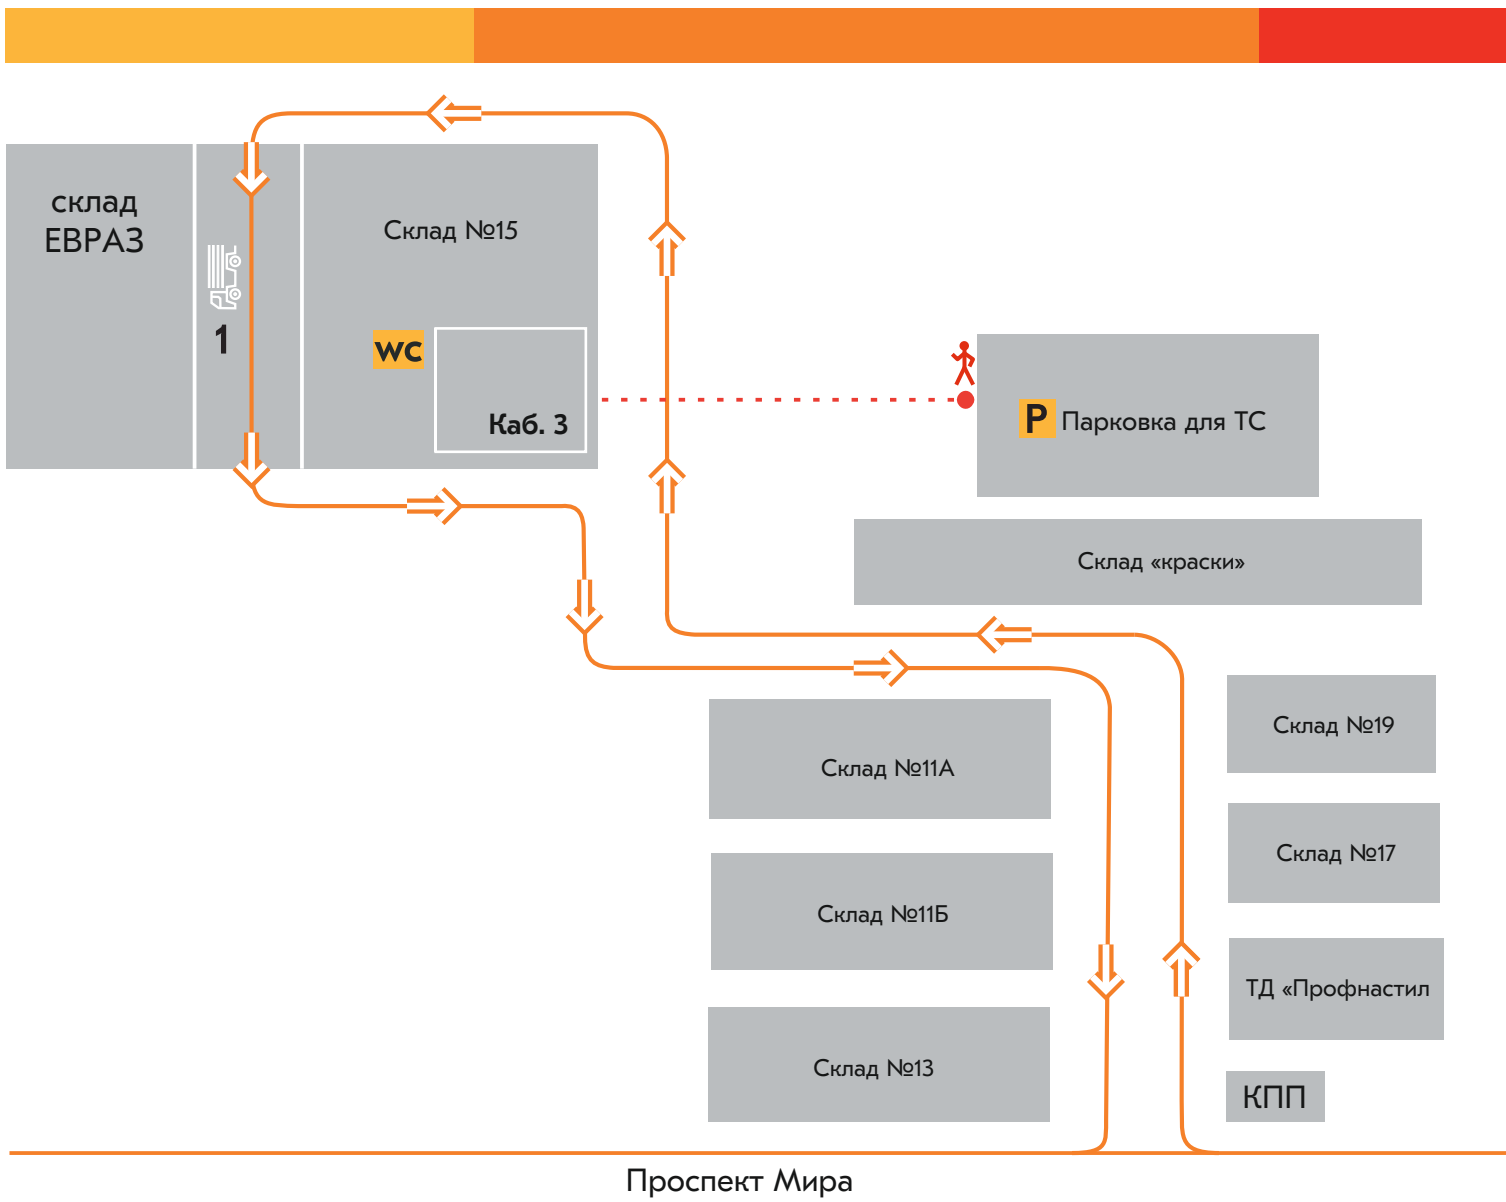 склад
ЕВРАЗ
Склад №15
1
wc
Каб. 3
P Парковка для ТС
Склад «краски»
Склад №19
Склад №11А
Склад №17
Склад №11Б
ТД «Профнастил
Склад №13
КПП
Проспект Мира